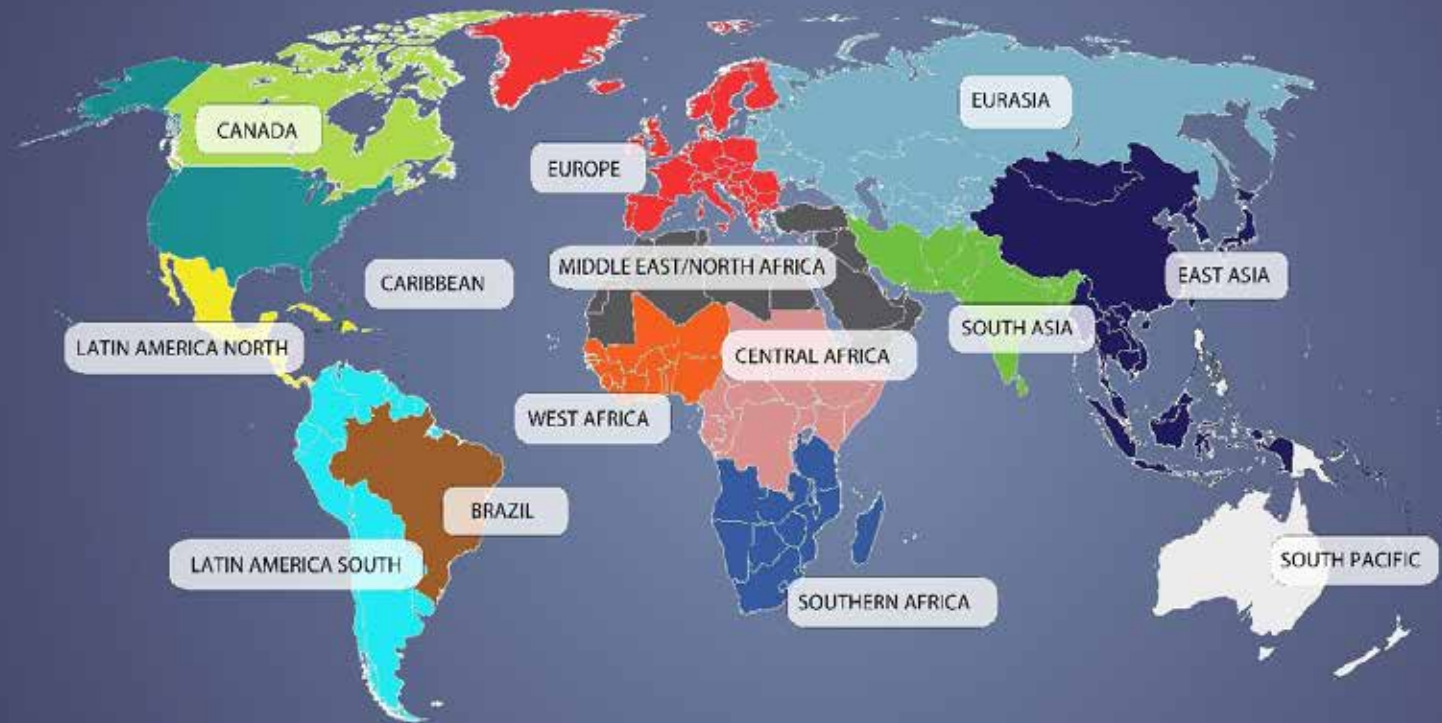 EURASIA
CANADA
EUROPE
MIDDLE EAST/NORTH AFRICA
EAST ASIA
CARIBBEAN
SOUTH ASIA
LATIN AMERICA NORTH
CENTRAL AFRICA
WEST AFRICA
BRAZIL
SOUTH PACIFIC
LATIN AMERICA SOUTH
SOUTHERN AFRICA